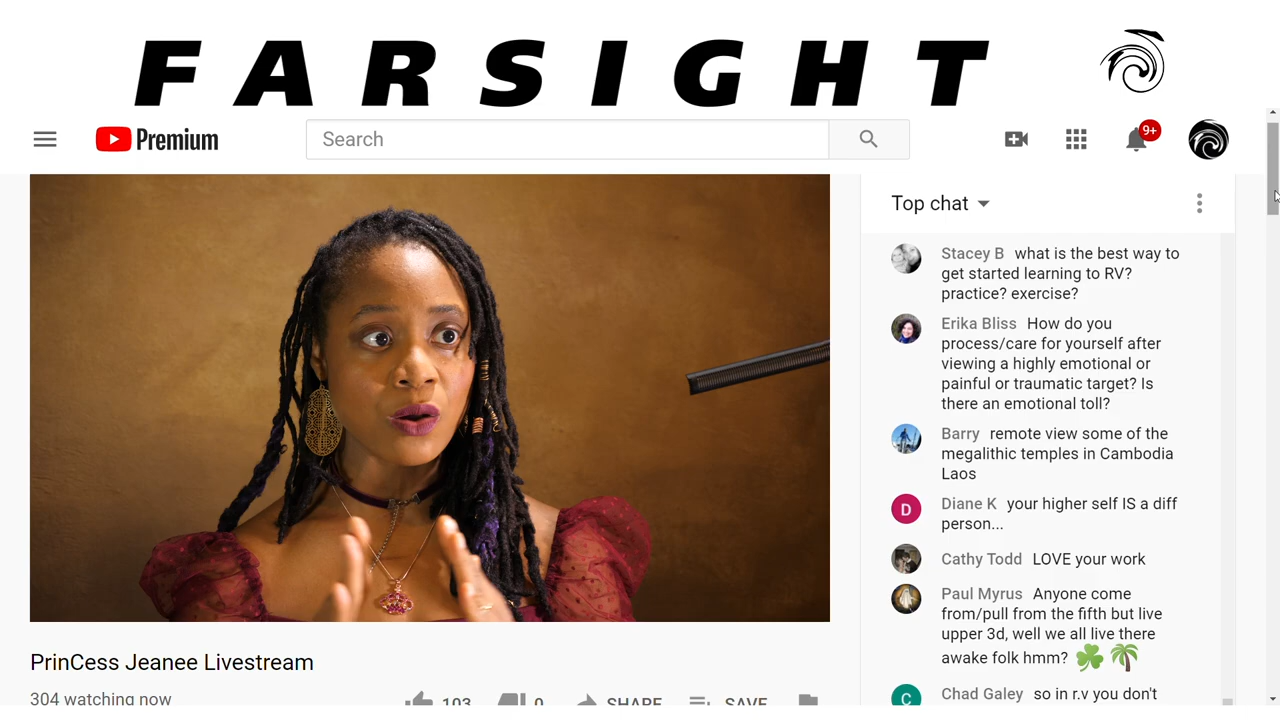 FARSIGHT
Premium
Search
9+
Top chat
Stacey B what is the best way to
get started learning to RV?
practice? exercise?
Erika Bliss How do you
process/care for yourself after
viewing a highly emotional or
painful or traumatic target? Is
there an emotional toll?
Barry remote view some of the
megalithic temples in Cambodia
Laos
D
Diane K your higher self IS a diff
person...
Cathy Todd LOVE your work
Paul Myrus Anyone come
from/pull from the fifth but live
upper 3d, well we all live there
awake folk hmm?
C
Chad Galey so in r.v you don't
PrinCess Jeanee Livestream
304 watching now
103
0
SHARE
SAVE